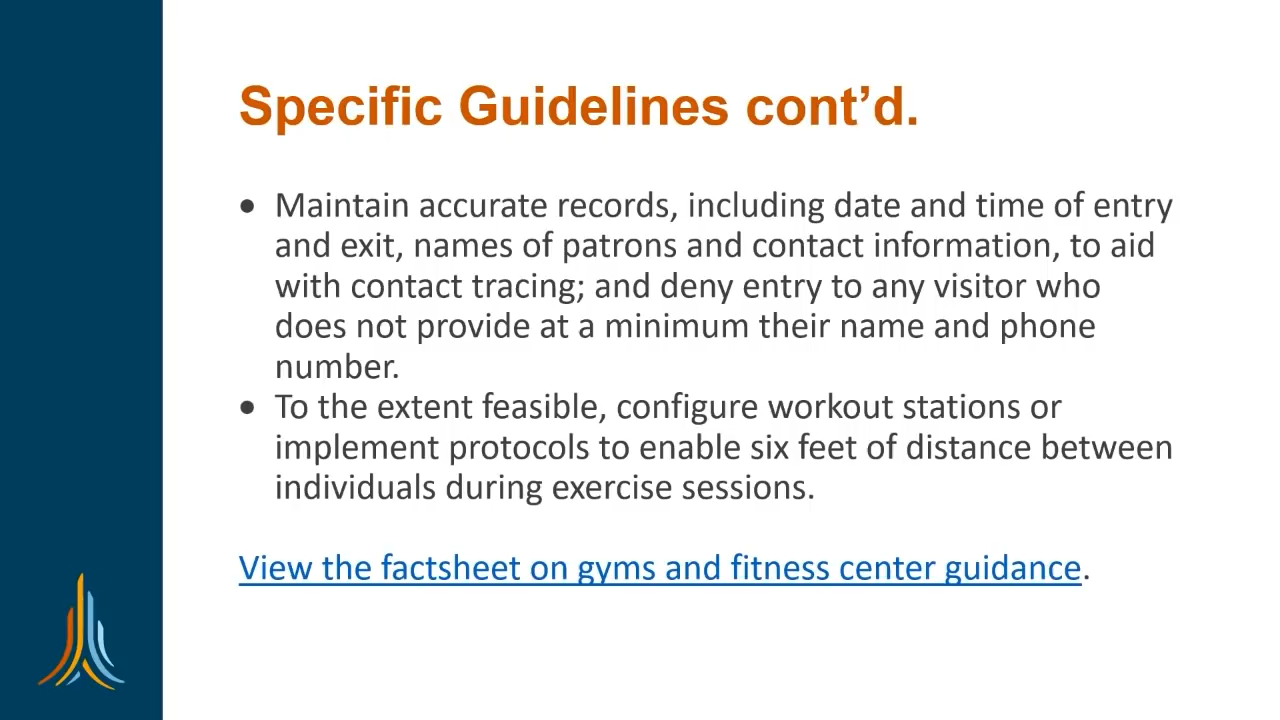 Specific Guidelines cont’d.
• Maintain accurate records, including date and time of entry
and exit, names of patrons and contact information, to aid
with contact tracing; and deny entry to any visitor who
does not provide at a minimum their name and phone
number.
• To the extent feasible, configure workout stations or
implement protocols to enable six feet of distance between
individuals during exercise sessions.
View the factsheet on gyms and fitness center guidance.